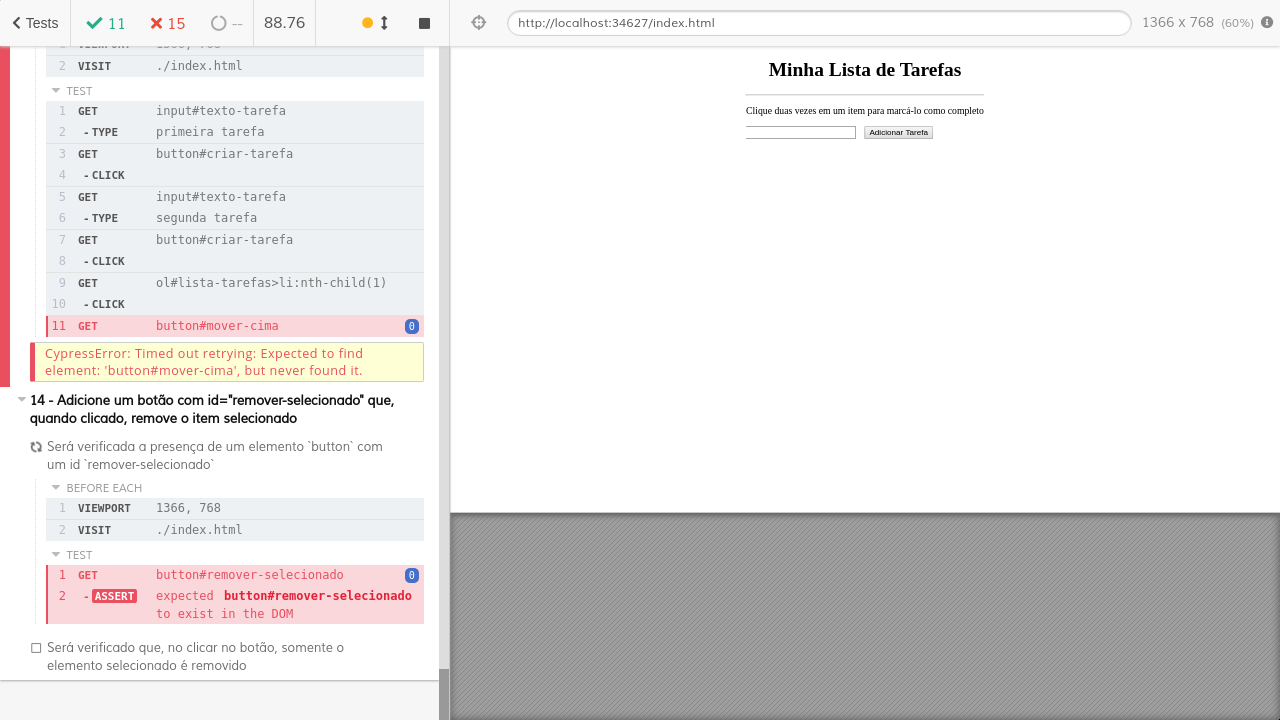 Tests 11 15 -- 88.76 http://localhost:34627/index.html 1366 x 768 (60%)
2 VISIT ./index.html
TEST
1 GET input#texto-tarefa
2 -TYPE primeira tarefa
3 GET button#criar-tarefa
4 -CLICK
5 GET input#texto-tarefa
6 -TYPE segunda tarefa
7 GET button#criar-tarefa
8 -CLICK
9 GET ol#lista-tarefas>li:nth-child(1)
10 -CLICK
11 GET button#mover-cima 0
CypressError: Timed out retrying: Expected to find
element: 'button#mover-cima', but never found it.
14 - Adicione um botão com id="remover-selecionado" que,
quando clicado, remove o item selecionado
Será verificada a presença de um elemento `button` com
um id `remover-selecionado`
BEFORE EACH
1 VIEWPORT 1366, 768
2 VISIT ./index.html
TEST
1 GET button#remover-selecionado 0
2 -ASSERT expected button#remover-selecionado
to exist in the DOM
Será verificado que, no clicar no botão, somente o
elemento selecionado é removido
Minha Lista de Tarefas
Clique duas vezes em um item para marcá-lo como completo
Adicionar Tarefa